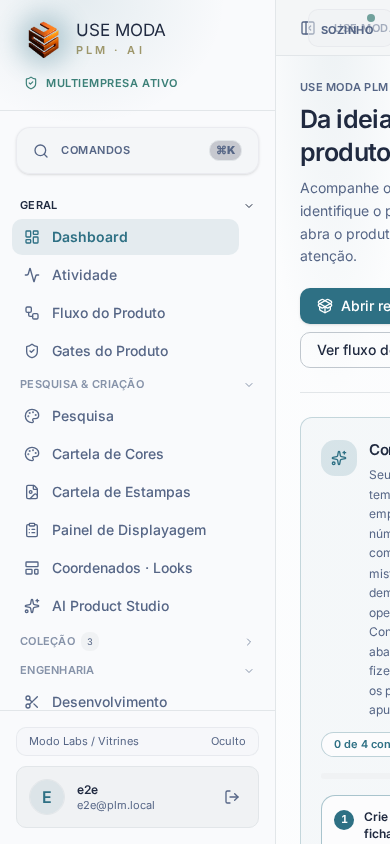 USE MODA
PLM · AI
MULTIEMPRESA ATIVO
COMANDOS
⌘K
GERAL
Dashboard
Atividade
Fluxo do Produto
Gates do Produto
PESQUISA & CRIAÇÃO
Pesquisa
Cartela de Cores
Cartela de Estampas
Painel de Displayagem
Coordenados · Looks
AI Product Studio
COLEÇÃO 3
ENGENHARIA
Desenvolvimento
Modo Labs / Vitrines Oculto
E
e2e
e2e@plm.local
SOZINHO
USE MODA PLM
Da ideia
produto
Acompanhe o
identifique o p
abra o produt
atenção.
Abrir re
Ver fluxo d
Co
Seu
tem
emp
núm
com
mis
dem
ope
Con
aba
fize
os p
apu
0 de 4 con
1
Crie
ficha